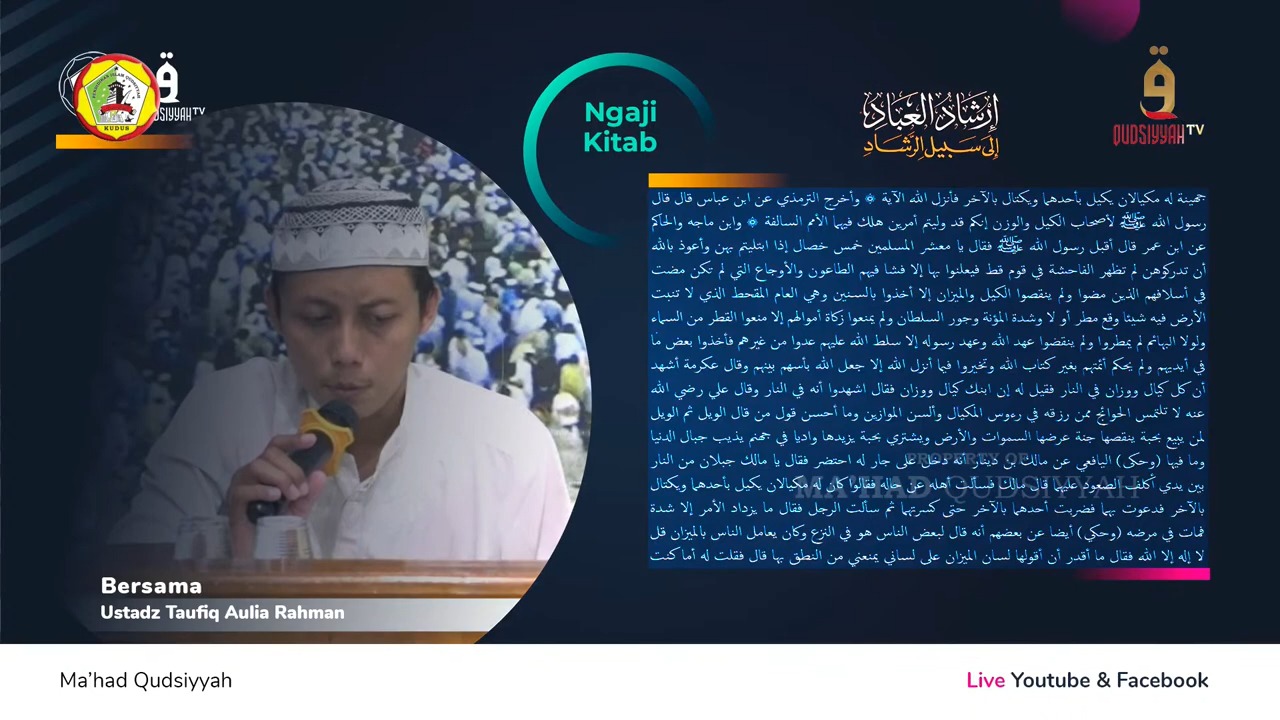 PENDIDIKAN ISLAM QUDSIYYAH
KUDUS
QUDSIYYAH TV
Ngaji
Kitab
إرشاد العباد
إلى سبيل الرشاد
QUDSIYYAH TV
جهينة له مكيالان يكيل بأحدهما ويكتال بالآخر فأنزل الله الآية ۞ وأخرج الترمذي عن ابن عباس قال قال
رسول الله ﷺ لأصحاب الكيل والوزن إنكم قد وليتم أمرين هلك فيهما الأمم السالفة ۞ وابن ماجه والحاكم
عن ابن عمر قال أقبل رسول الله ﷺ فقال يا معشر المسلمين خمس خصال إذا ابتليتم بهن وأعوذ بالله
أن تدركوهن لم تظهر الفاحشة في قوم قط فيعلنوا بها إلا فشا فيهم الطاعون والأوجاع التي لم تكن مضت
في أسلافهم الذين مضوا ولم ينقصوا الكيل والميزان إلا أخذوا بالسنين وهي العام المقحط الذي لا تنبت
الأرض فيه شيئا وقع مطر أو لا وشدة المؤنة وجور السلطان ولم يمنعوا زكاة أموالهم إلا منعوا القطر من السماء
ولولا البهائم لم يمطروا ولم ينقضوا عهد الله وعهد رسوله إلا سلط الله عليهم عدوا من غيرهم فأخذوا بعض ما
في أيديهم ولم يحكم أئمتهم بغير كتاب الله وتخيروا فيما أنزل الله إلا جعل الله بأسهم بينهم وقال عكرمة أشهد
أن كل كيال ووزان في النار فقيل له إن ابنك كيال ووزان فقال اشهدوا أنه في النار وقال علي رضي الله
عنه لا تلتمس الحوائج ممن رزقه في رءوس المكيال وألسن الموازين وما أحسن قول من قال الويل ثم الويل
لمن يبيع بحبة ينقصها جنة عرضها السموات والأرض ويشتري بحبة يزيدها واديا في جهنم يذيب جبال الدنيا
وما فيها (وحكى) اليافعي عن مالك بن دينار أنه دخل على جار له احتضر فقال يا مالك جبلان من النار
بين يدي أكلف الصعود عليهما قال مالك فسألت أهله عن حاله فقالوا كان له مكيالان يكيل بأحدهما ويكتال
بالآخر فدعوت بهما فضربت أحدهما بالآخر حتى كسرتهما ثم سألت الرجل فقال ما يزداد الأمر إلا شدة
فمات في مرضه (وحكي) أيضا عن بعضهم أنه قال لبعض الناس هو في النزع وكان يعامل الناس بالميزان قل
لا إله إلا الله فقال ما أقدر أن أقولها لسان الميزان على لساني يمنعني من النطق بها قال فقلت له أما كنت
PROPERTY OF
MA'HAD QUDSIYYAH
Bersama
Ustadz Taufiq Aulia Rahman
Ma'had Qudsiyyah
Live Youtube & Facebook